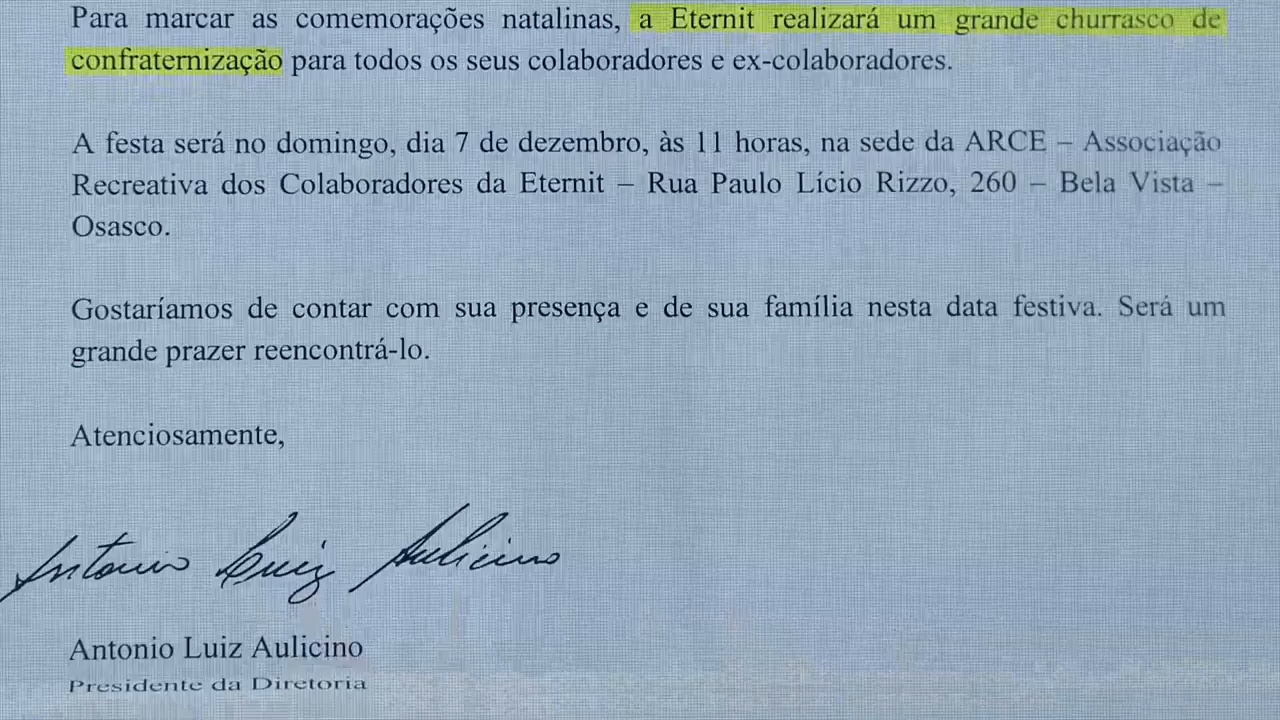 Para marcar as comemorações natalinas, a Eternit realizará um grande churrasco de
confraternização para todos os seus colaboradores e ex-colaboradores.
A festa será no domingo, dia 7 de dezembro, às 11 horas, na sede da ARCE – Associação
Recreativa dos Colaboradores da Eternit – Rua Paulo Lício Rizzo, 260 – Bela Vista –
Osasco.
Gostaríamos de contar com sua presença e de sua família nesta data festiva. Será um
grande prazer reencontrá-lo.
Atenciosamente,
Antonio Luiz Aulicino
Antonio Luiz Aulicino
Presidente da Diretoria